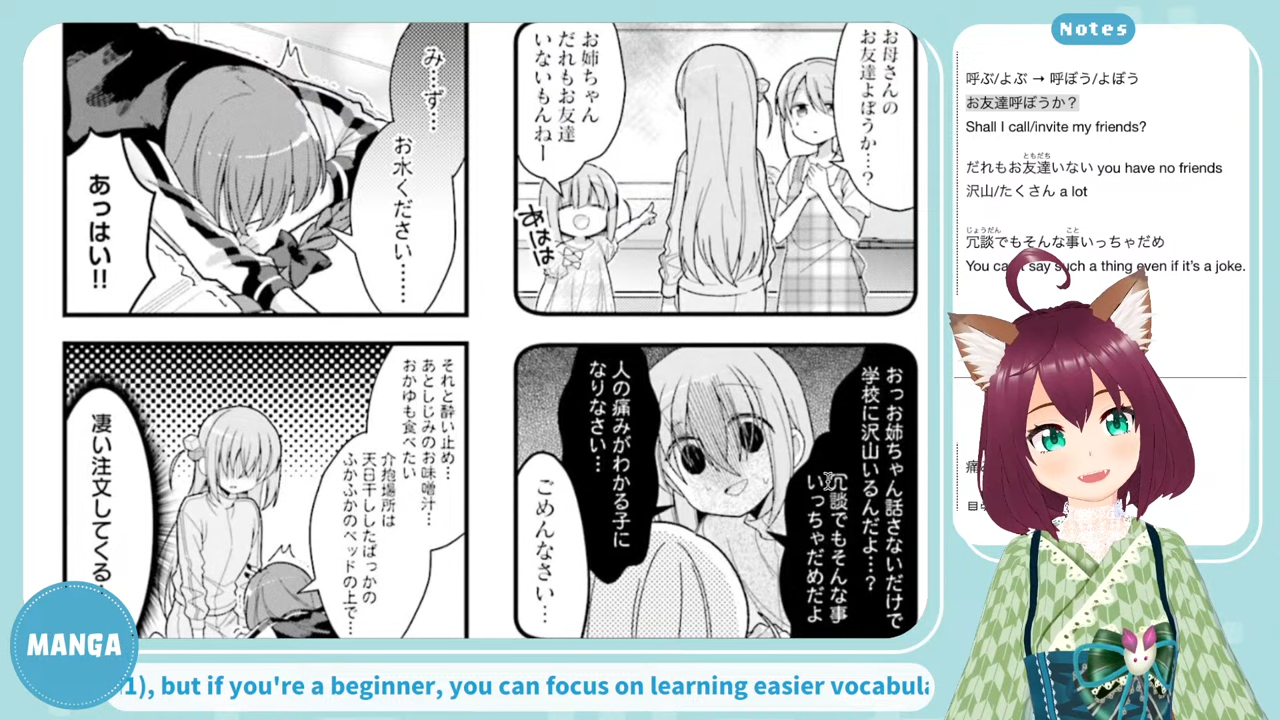 お母さんの
お友達よぼうか…?
お姉ちゃん
だれもお友達
いないもんねー
あはは
おっお姉ちゃん話さないだけで
学校に沢山いるんだよ…?
冗談でもそんな事
いっちゃだめだよ
人の痛みがわかる子に
なりなさい…
ごめんなさい…
み…ず…
お水ください……
あっはい!!
それと酔い止め…
あとしじみのお味噌汁…
おかゆも食べたい
介抱場所は
天日干ししたばっかの
ふかふかのベッドの上で…
凄い注文してくる
Notes
呼ぶ/よぶ → 呼ぼう/よぼう
お友達呼ぼうか？
Shall I call/invite my friends?
ともだち
だれもお友達いない you have no friends
沢山/たくさん a lot
じょうだん こと
冗談でもそんな事いっちゃだめ
You can't say such a thing even if it's a joke.
MANGA
1), but if you're a beginner, you can focus on learning easier vocabula